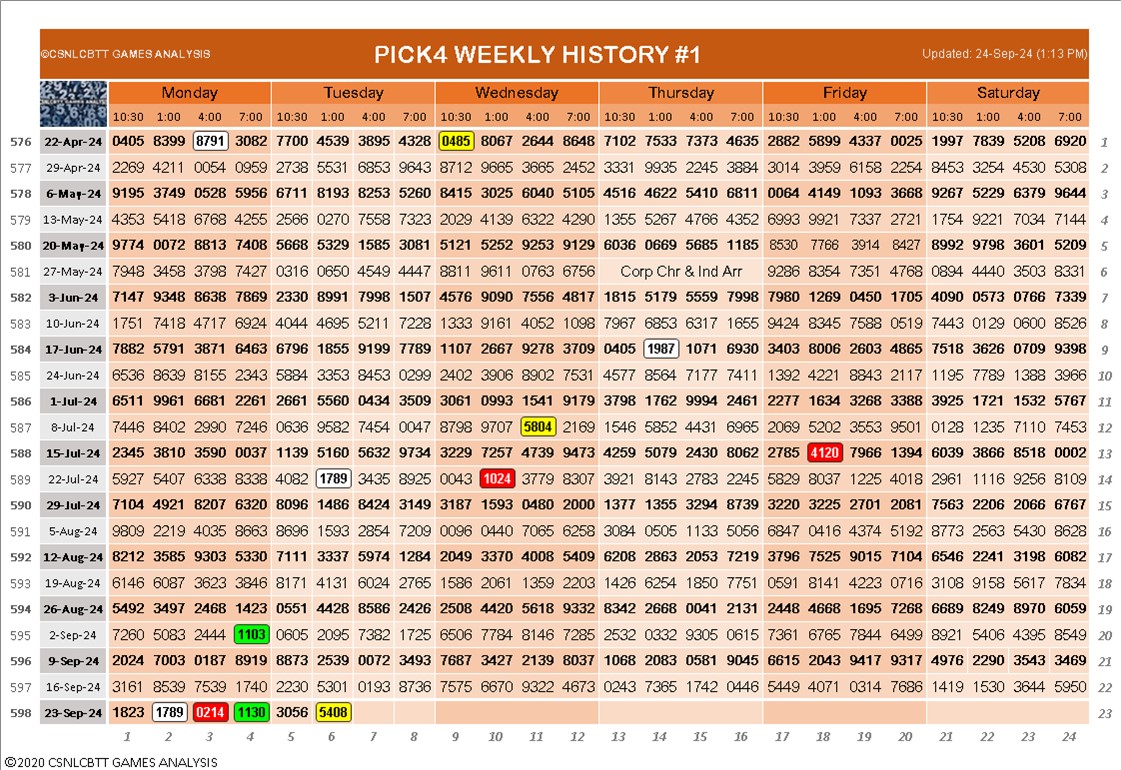 ©CSNLCBTT GAMES ANALYSIS PICK4 WEEKLY HISTORY #1 Updated: 24-Sep-24 (1:13 PM)
Monday Tuesday Wednesday Thursday Friday Saturday
10:30 1:00 4:00 7:00 10:30 1:00 4:00 7:00 10:30 1:00 4:00 7:00 10:30 1:00 4:00 7:00 10:30 1:00 4:00 7:00 10:30 1:00 4:00 7:00
576 22-Apr-24 0405 8399 8791 3082 7700 4539 3895 4328 0485 8067 2644 8648 7102 7533 7373 4635 2882 5899 4337 0025 1997 7839 5208 6920 1
577 29-Apr-24 2269 4211 0054 0959 2738 5531 6853 9643 8712 9665 3665 2452 3331 9935 2245 3884 3014 3959 6158 2254 8453 3254 4530 5308 2
578 6-May-24 9195 3749 0528 5956 6711 8193 8253 5260 8415 3025 6040 5105 4516 4622 5410 6811 0064 4149 1093 3668 9267 5229 6379 9644 3
579 13-May-24 4353 5418 6768 4255 2566 0270 7558 7323 2029 4139 6322 4290 1355 5267 4766 4352 6993 9921 7337 2721 1754 9221 7034 7144 4
580 20-May-24 9774 0072 8813 7408 5668 5329 1585 3081 5121 5252 9253 9129 6036 0669 5685 1185 8530 7766 3914 8427 8992 9798 3601 5209 5
581 27-May-24 7948 3458 3798 7427 0316 0650 4549 4447 8811 9611 0763 6756 Corp Chr & Ind Arr 9286 8354 7351 4768 0894 4440 3503 8331 6
582 3-Jun-24 7147 9348 8638 7869 2330 8991 7998 1507 4576 9090 7556 4817 1815 5179 5559 7998 7980 1269 0450 1705 4090 0573 0766 7339 7
583 10-Jun-24 1751 7418 4717 6924 4044 4695 5211 7228 1333 9161 4052 1098 7967 6853 6317 1655 9424 8345 7588 0519 7443 0129 0600 8526 8
584 17-Jun-24 7882 5791 3871 6463 6796 1855 9199 7789 1107 2667 9278 3709 0405 1987 1071 6930 3403 8006 2603 4865 7518 3626 0709 9398 9
585 24-Jun-24 6536 8639 8155 2343 5884 3353 8453 0299 2402 3906 8902 7531 4577 8564 7177 7411 1392 4221 8843 2117 1195 7789 1388 3966 10
586 1-Jul-24 6511 9961 6681 2261 2661 5560 0434 3509 3061 0993 1541 9179 3798 1762 9994 2461 2277 1634 3268 3388 3925 1721 1532 5767 11
587 8-Jul-24 7446 8402 2990 7246 0636 9582 7454 0047 8798 9707 5804 2169 1546 5852 4431 6965 2069 5202 3553 9501 0128 1235 7110 7453 12
588 15-Jul-24 2345 3810 3590 0037 1139 5160 5632 9734 3229 7257 4739 9473 4259 5079 2430 8062 2785 4120 7966 1394 6039 3866 8518 0002 13
589 22-Jul-24 5927 5407 6338 8338 4082 1789 3435 8925 0043 1024 3779 8307 3921 8143 2783 2245 5829 8037 1225 4018 2961 1116 9256 8109 14
590 29-Jul-24 7104 4921 8207 6320 8096 1486 8424 3149 3187 1593 0480 2000 1377 1355 3294 8739 3220 3225 2701 2081 7563 2206 2066 6767 15
591 5-Aug-24 9809 2219 4035 8663 8696 1593 2854 7209 0096 0440 7065 6258 3084 0505 1133 5056 6847 0416 4374 5192 8773 2563 5430 8628 16
592 12-Aug-24 8212 3585 9303 5330 7111 3337 5974 1284 2049 3370 4008 5409 6208 2863 2053 7219 3796 7525 9015 7104 6546 2241 3198 6082 17
593 19-Aug-24 6146 6087 3623 3846 8171 4131 6024 2765 1586 2061 1359 2203 1426 6254 1850 7751 0591 8141 4223 0716 3108 9158 5617 7834 18
594 26-Aug-24 5492 3497 2468 1423 0551 4428 8586 2426 2508 4420 5618 9332 8342 2668 0041 2131 2448 4668 1695 7268 6689 8249 8970 6059 19
595 2-Sep-24 7260 5083 2444 1103 0605 2095 7382 1725 6506 7784 8146 7285 2532 0332 9305 0615 7361 6765 7844 6499 8921 5406 4395 8549 20
596 9-Sep-24 2024 7003 0187 8919 8873 2539 0072 3493 7687 3427 2139 8037 1068 2083 0581 9045 6615 2043 9417 9317 4976 2290 3543 3469 21
597 16-Sep-24 3161 8539 7539 1740 2230 5301 0193 8736 7575 6670 9322 4673 0243 7365 1742 0446 5449 4071 0314 7686 1419 1530 3644 5950 22
598 23-Sep-24 1823 1789 0214 1130 3056 5408 23
1 2 3 4 5 6 7 8 9 10 11 12 13 14 15 16 17 18 19 20 21 22 23 24
©2020 CSNLCBTT GAMES ANALYSIS